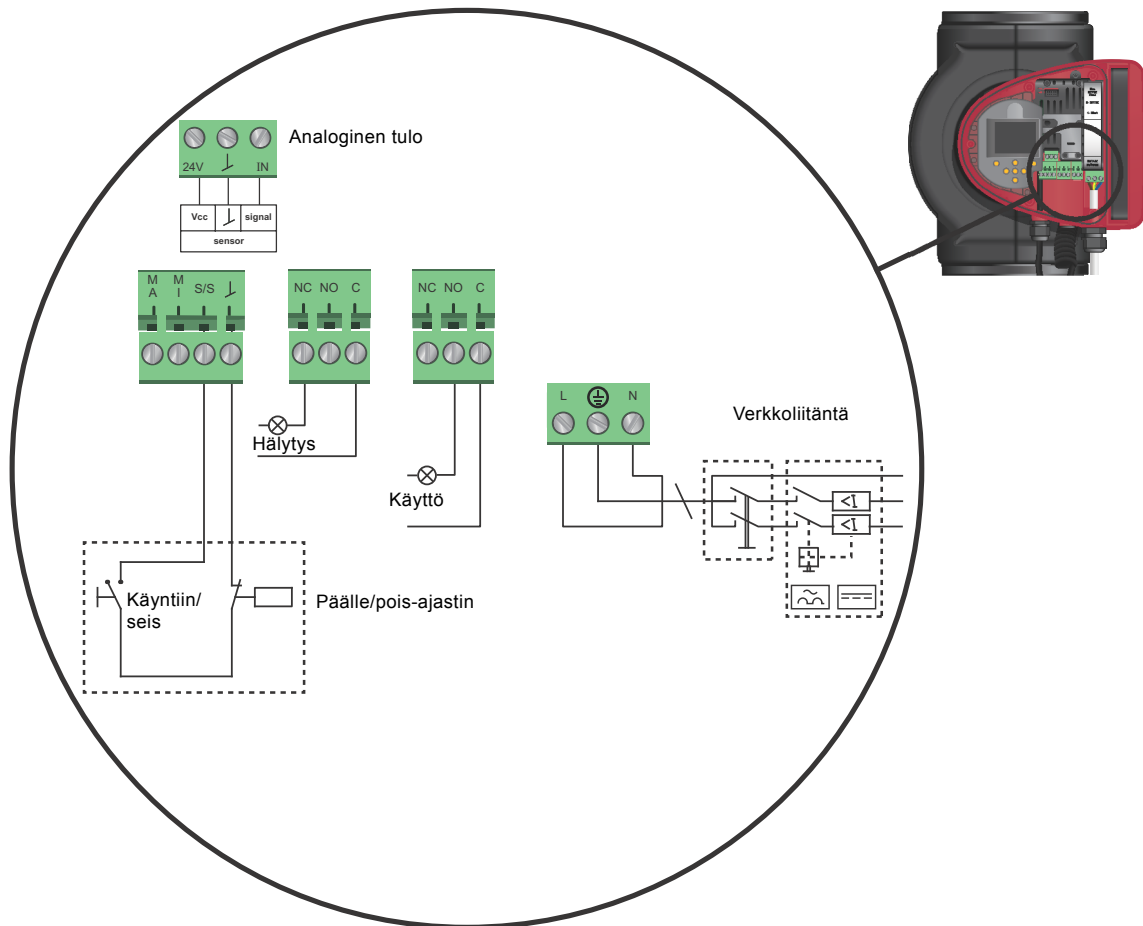 Analoginen tulo
24V IN
Vcc signal
sensor
M A M I S/S
NC NO C
NC NO C
Hälytys
Käyttö
L N
Verkkoliitäntä
<I
<I
Käyntiin/
seis
Päälle/pois-ajastin